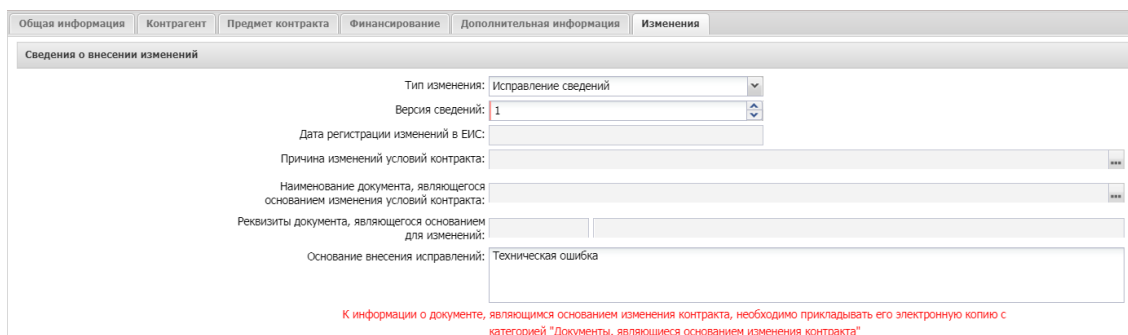 Общая информация Контрагент Предмет контракта Финансирование Дополнительная информация Изменения
Сведения о внесении изменений
Тип изменения: Исправление сведений
Версия сведений: 1
Дата регистрации изменений в ЕИС:
Причина изменений условий контракта: ...
Наименование документа, являющегося
основанием изменения условий контракта: ...
Реквизиты документа, являющегося основанием
для изменений:
Основание внесения исправлений: Техническая ошибка
К информации о документе, являющимся основанием изменения контракта, необходимо прикладывать его электронную копию с
категорией "Документы, являющиеся основанием изменения контракта"